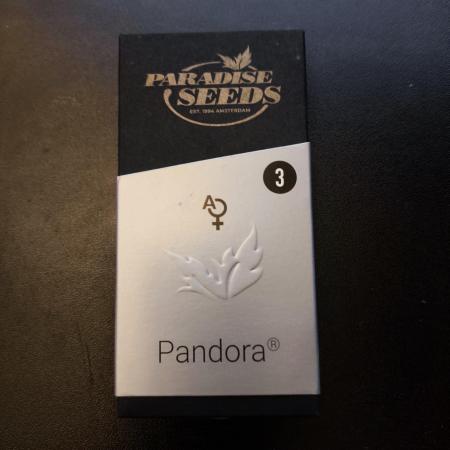 PARADISE
SEEDS
EST. 1994 AMSTERDAM
3
A
Pandora®